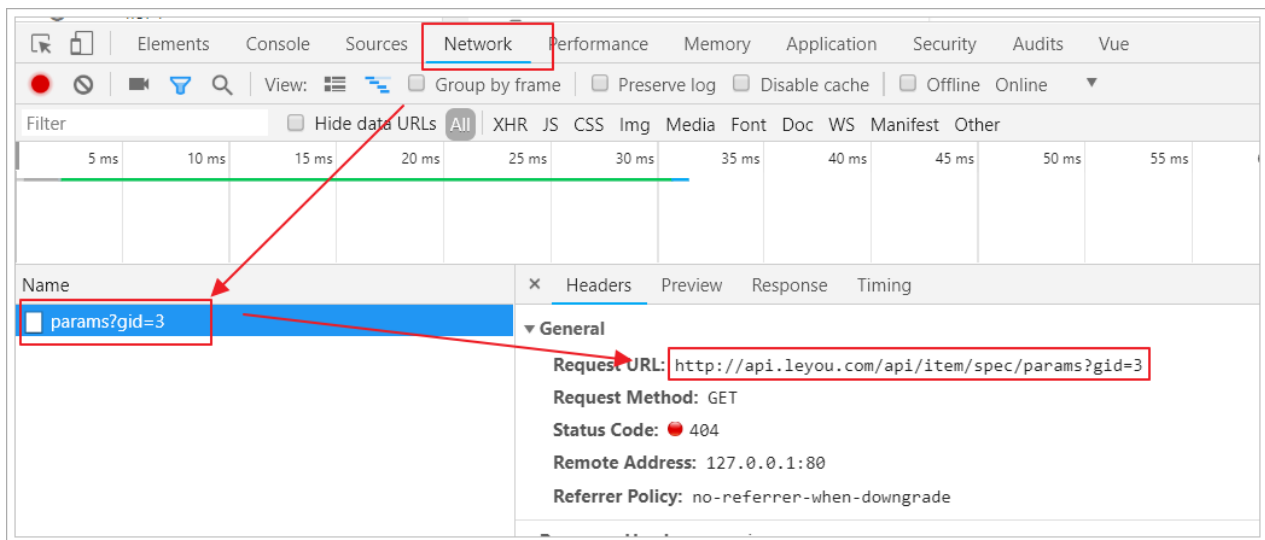 Elements Console Sources Network Performance Memory Application Security Audits Vue
View: Group by frame Preserve log Disable cache Offline Online
Filter Hide data URLs All XHR JS CSS Img Media Font Doc WS Manifest Other
5 ms 10 ms 15 ms 20 ms 25 ms 30 ms 35 ms 40 ms 45 ms 50 ms 55 ms
Name × Headers Preview Response Timing
params?gid=3
▼ General
Request URL: http://api.leyou.com/api/item/spec/params?gid=3
Request Method: GET
Status Code: 404
Remote Address: 127.0.0.1:80
Referrer Policy: no-referrer-when-downgrade